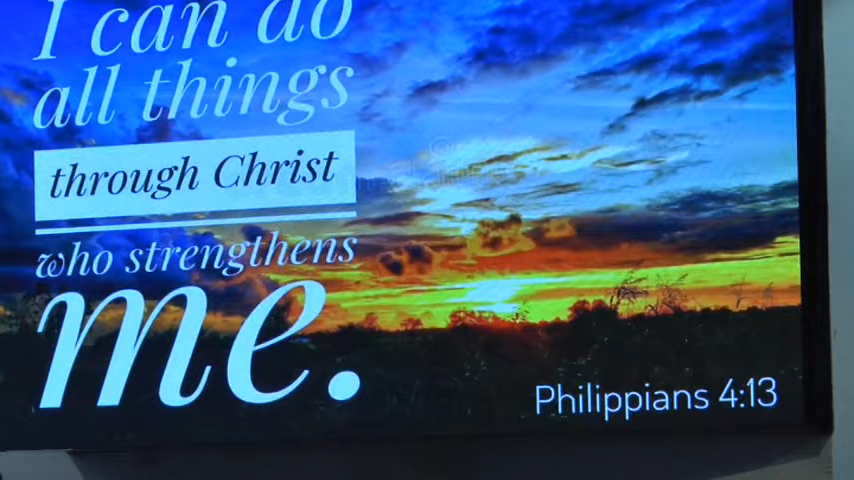 I can do
all things
through Christ
who strengthens
me.
Philippians 4:13